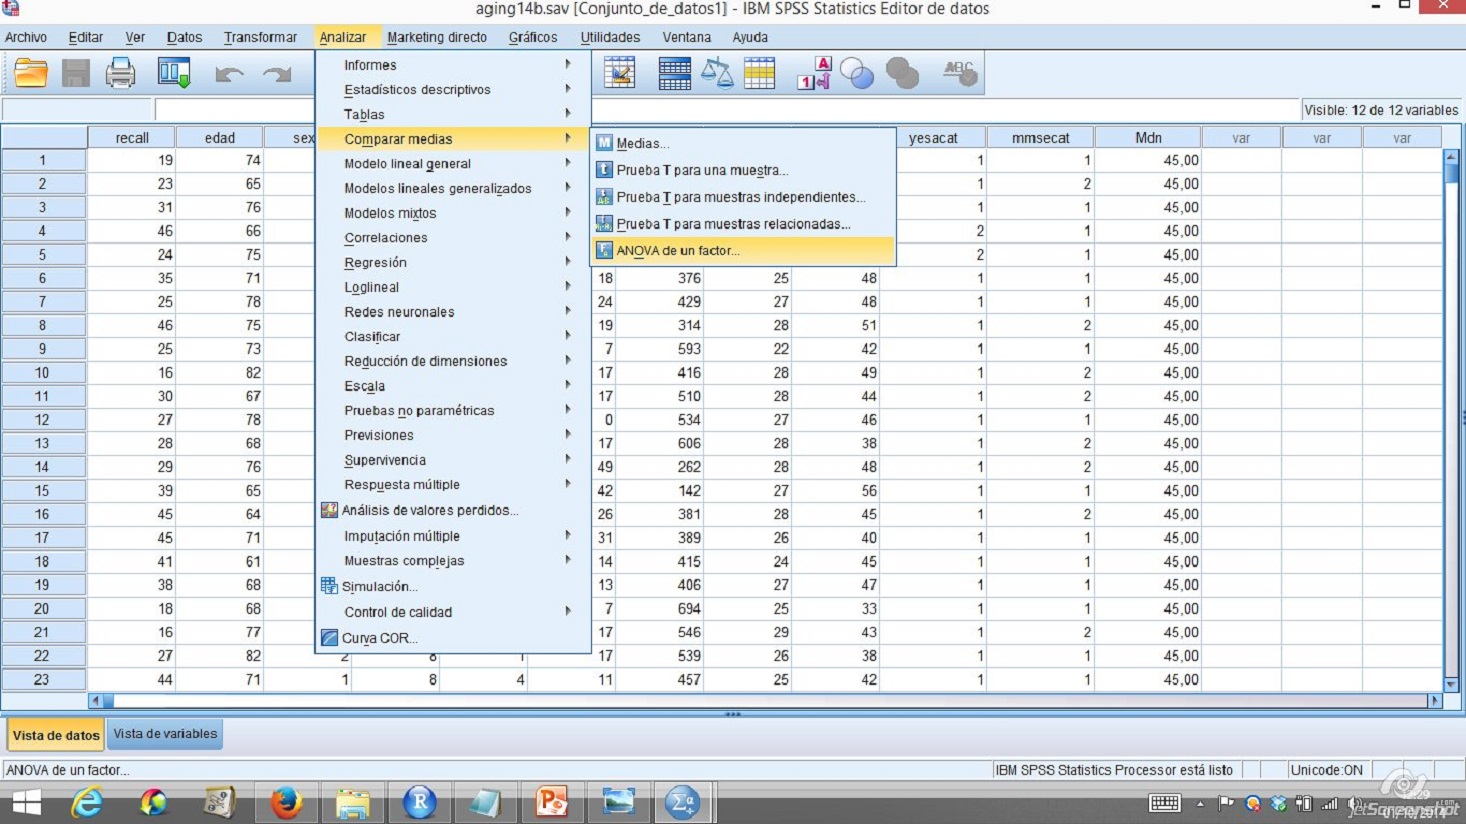 aging14b.sav [Conjunto_de_datos1] - IBM SPSS Statistics Editor de datos
Archivo Editar Ver Datos Transformar Analizar Marketing directo Gráficos Utilidades Ventana Ayuda
Visible: 12 de 12 variables
Informes
Estadísticos descriptivos
Tablas
Comparar medias
Modelo lineal general
Modelos lineales generalizados
Modelos mixtos
Correlaciones
Regresión
Loglineal
Redes neuronales
Clasificar
Reducción de dimensiones
Escala
Pruebas no paramétricas
Previsiones
Supervivencia
Respuesta múltiple
Análisis de valores perdidos...
Imputación múltiple
Muestras complejas
Simulación...
Control de calidad
Curva COR...
Medias...
Prueba T para una muestra...
Prueba T para muestras independientes...
Prueba T para muestras relacionadas...
ANOVA de un factor...
recall edad sex yesacat mmsecat Mdn var var var
1 19 74 1 1 45,00
2 23 65 1 2 45,00
3 31 76 1 1 45,00
4 46 66 2 1 45,00
5 24 75 2 1 45,00
6 35 71 18 376 25 48 1 1 45,00
7 25 78 24 429 27 48 1 1 45,00
8 46 75 19 314 28 51 1 2 45,00
9 25 73 7 593 22 42 1 1 45,00
10 16 82 17 416 28 49 1 2 45,00
11 30 67 17 510 28 44 1 2 45,00
12 27 78 0 534 27 46 1 1 45,00
13 28 68 17 606 28 38 1 2 45,00
14 29 76 49 262 28 48 1 2 45,00
15 39 65 42 142 27 56 1 1 45,00
16 45 64 26 381 28 45 1 2 45,00
17 45 71 31 389 26 40 1 1 45,00
18 41 61 14 415 24 45 1 1 45,00
19 38 68 13 406 27 47 1 1 45,00
20 18 68 7 694 25 33 1 1 45,00
21 16 77 17 546 29 43 1 2 45,00
22 27 82 2 8 1 17 539 26 38 1 1 45,00
23 44 71 1 8 4 11 457 25 42 1 1 45,00
Vista de datos Vista de variables
ANOVA de un factor... IBM SPSS Statistics Processor está listo Unicode:ON
jetScreenshot